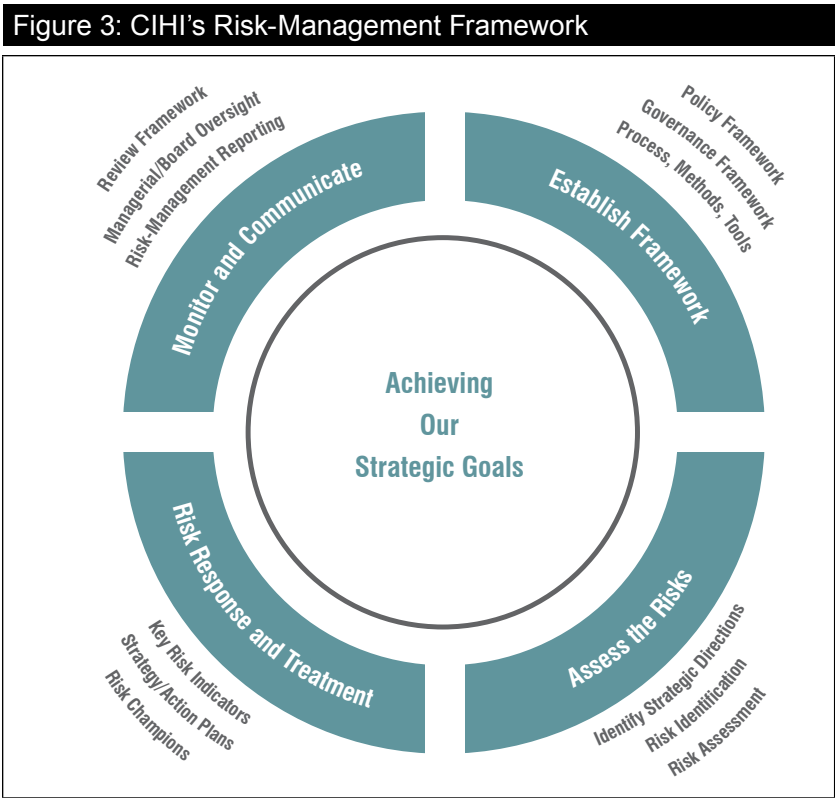 Figure 3: CIHI's Risk-Management Framework
Review Framework
Managerial/Board Oversight
Risk-Management Reporting
Monitor and Communicate
Policy Framework
Governance Framework
Process, Methods, Tools
Establish Framework
Achieving
Our
Strategic Goals
Risk Response and Treatment
Key Risk Indicators
Strategy/Action Plans
Risk Champions
Assess the Risks
Identify Strategic Directions
Risk Identification
Risk Assessment